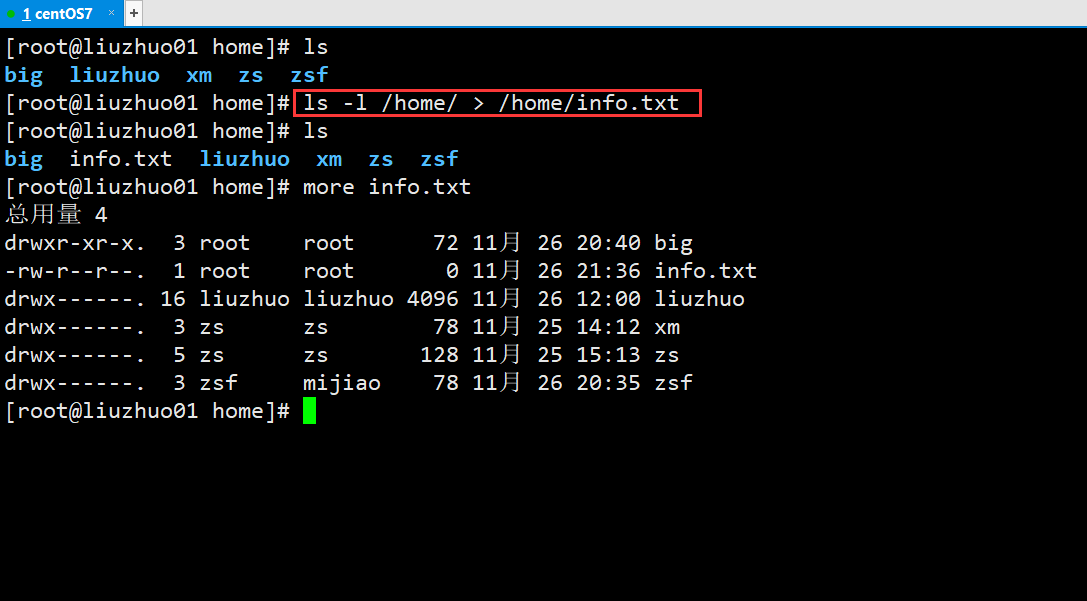 1 centOS7 × +
[root@liuzhuo01 home]# ls
big  liuzhuo  xm  zs  zsf
[root@liuzhuo01 home]# ls -l /home/ > /home/info.txt
[root@liuzhuo01 home]# ls
big  info.txt  liuzhuo  xm  zs  zsf
[root@liuzhuo01 home]# more info.txt
总用量 4
drwxr-xr-x.  3 root    root      72 11月 26 20:40 big
-rw-r--r--.  1 root    root       0 11月 26 21:36 info.txt
drwx------. 16 liuzhuo liuzhuo 4096 11月 26 12:00 liuzhuo
drwx------.  3 zs      zs        78 11月 25 14:12 xm
drwx------.  5 zs      zs       128 11月 25 15:13 zs
drwx------.  3 zsf     mijiao    78 11月 26 20:35 zsf
[root@liuzhuo01 home]#